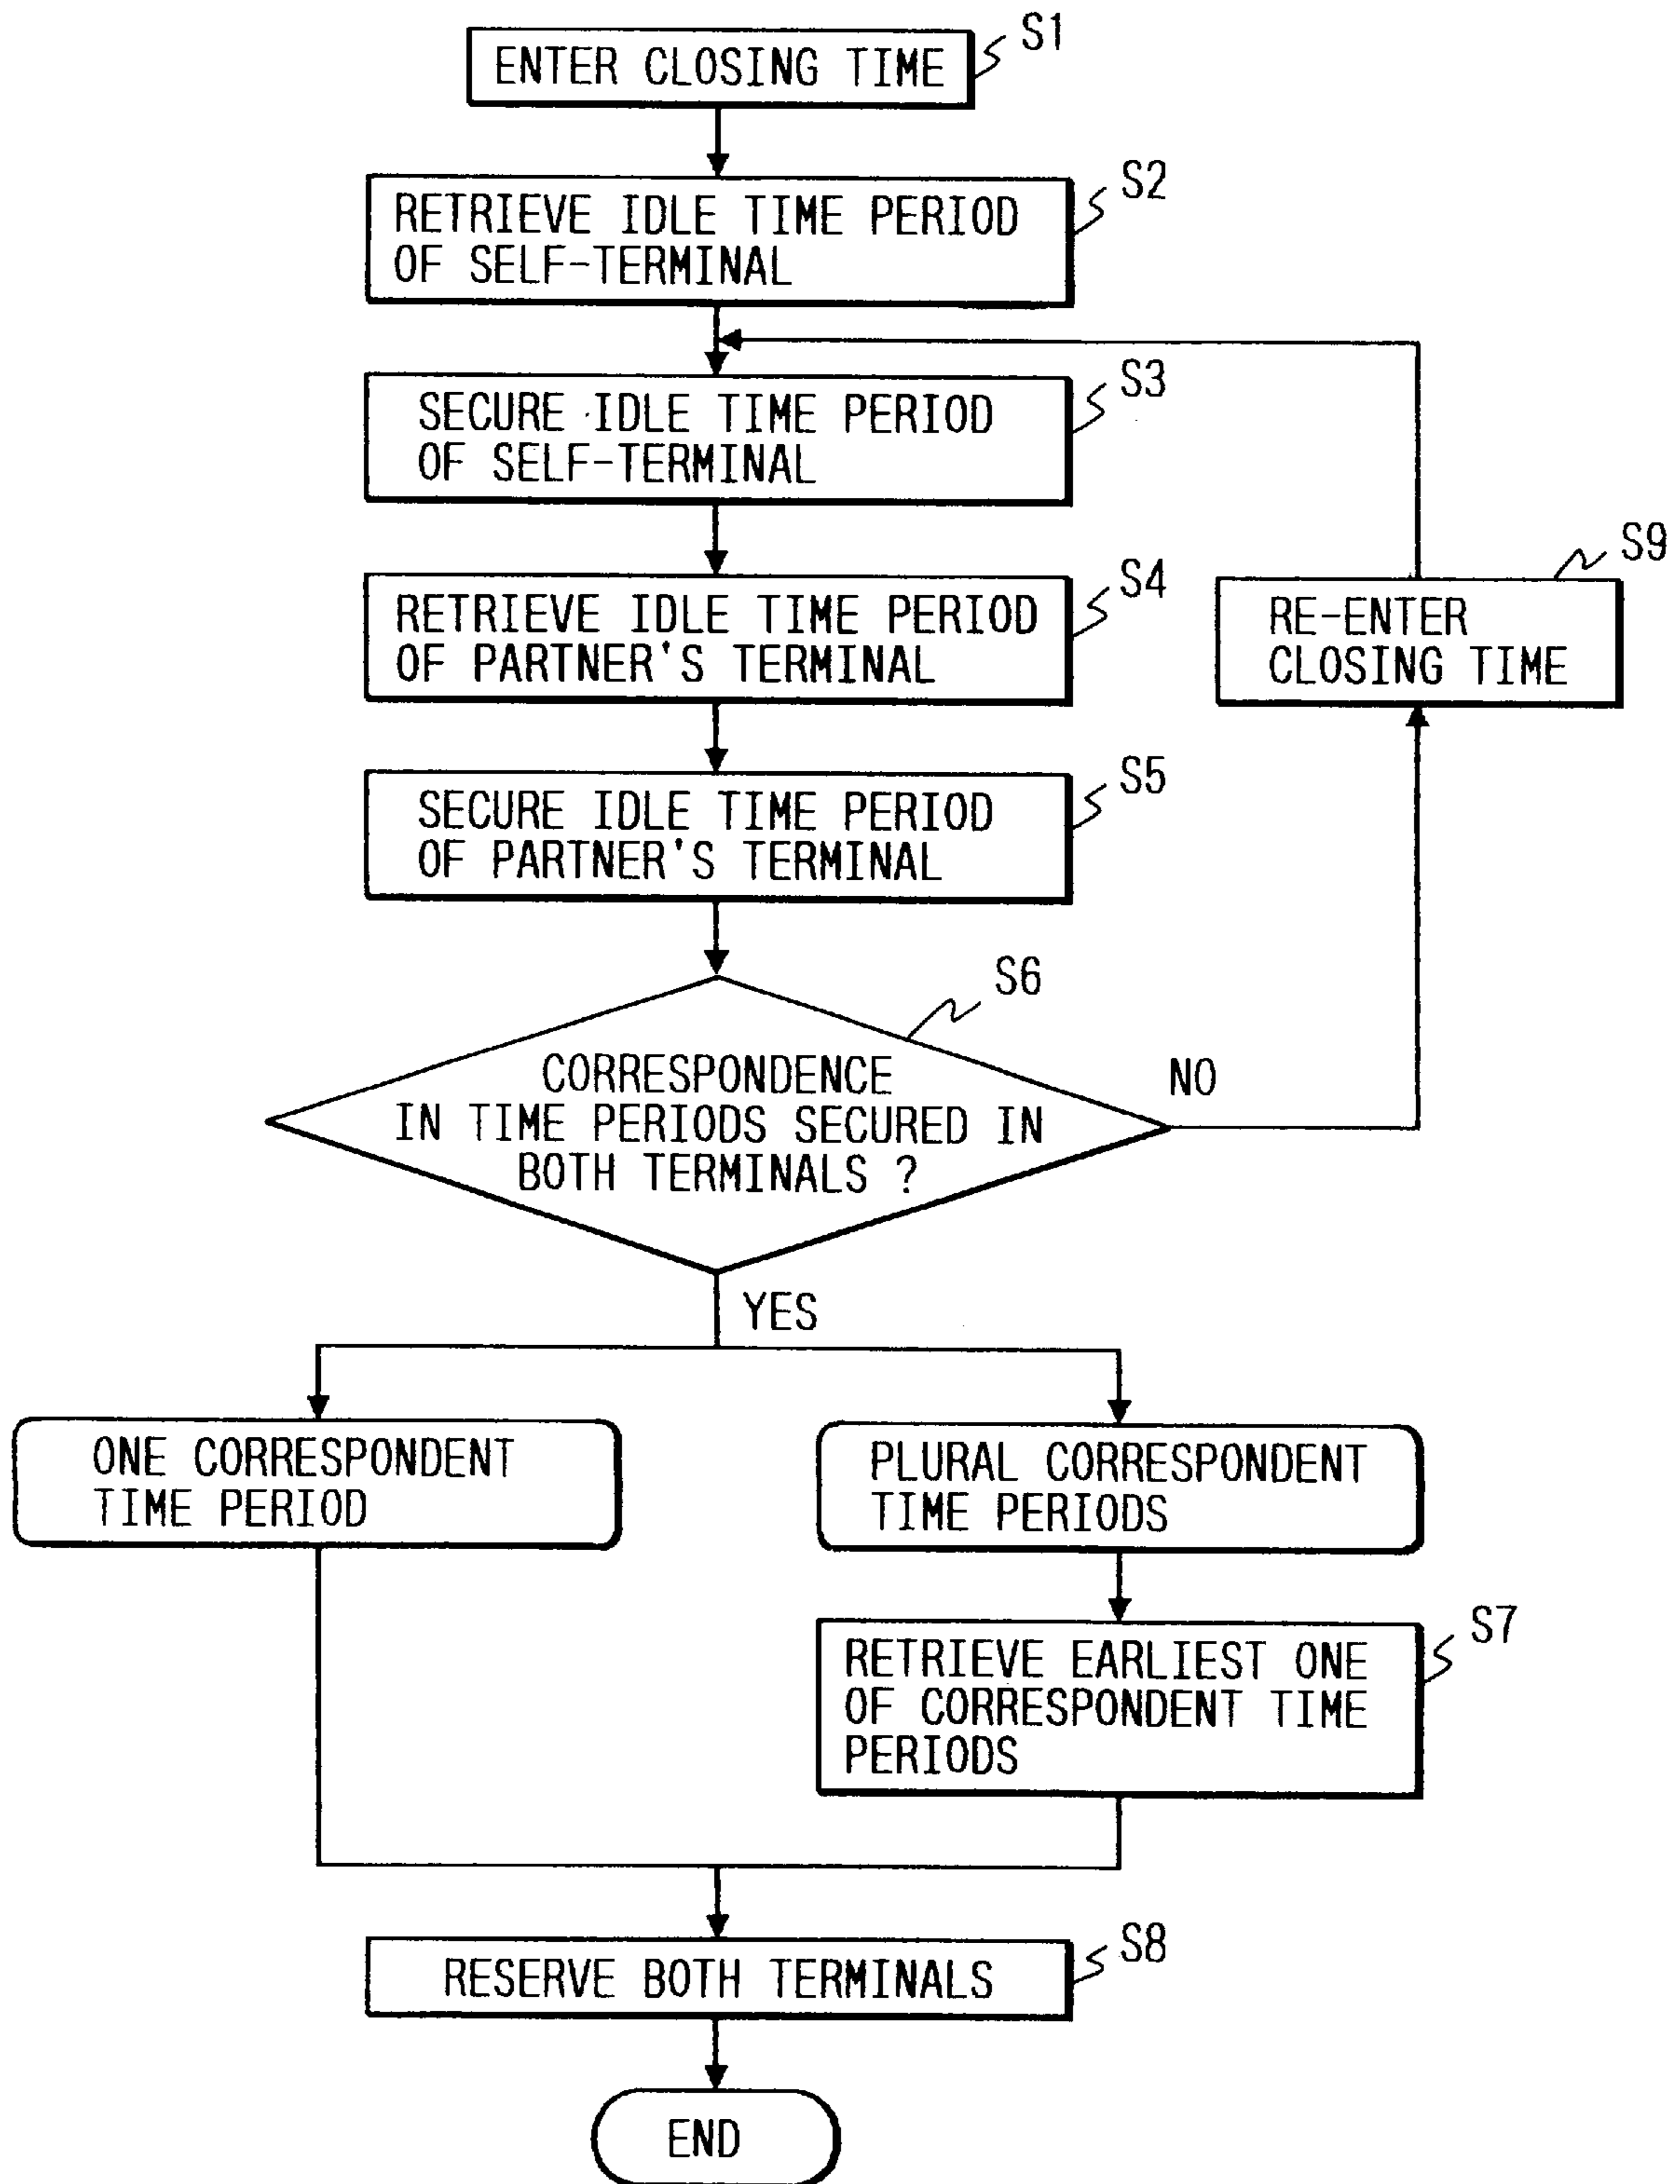 S1
ENTER CLOSING TIME
S2
RETRIEVE IDLE TIME PERIOD
OF SELF-TERMINAL
S3
SECURE IDLE TIME PERIOD
OF SELF-TERMINAL
S4
RETRIEVE IDLE TIME PERIOD
OF PARTNER'S TERMINAL
S9
RE-ENTER
CLOSING TIME
S5
SECURE IDLE TIME PERIOD
OF PARTNER'S TERMINAL
S6
CORRESPONDENCE
IN TIME PERIODS SECURED IN
BOTH TERMINALS ?
NO
YES
ONE CORRESPONDENT
TIME PERIOD
PLURAL CORRESPONDENT
TIME PERIODS
S7
RETRIEVE EARLIEST ONE
OF CORRESPONDENT TIME
PERIODS
S8
RESERVE BOTH TERMINALS
END